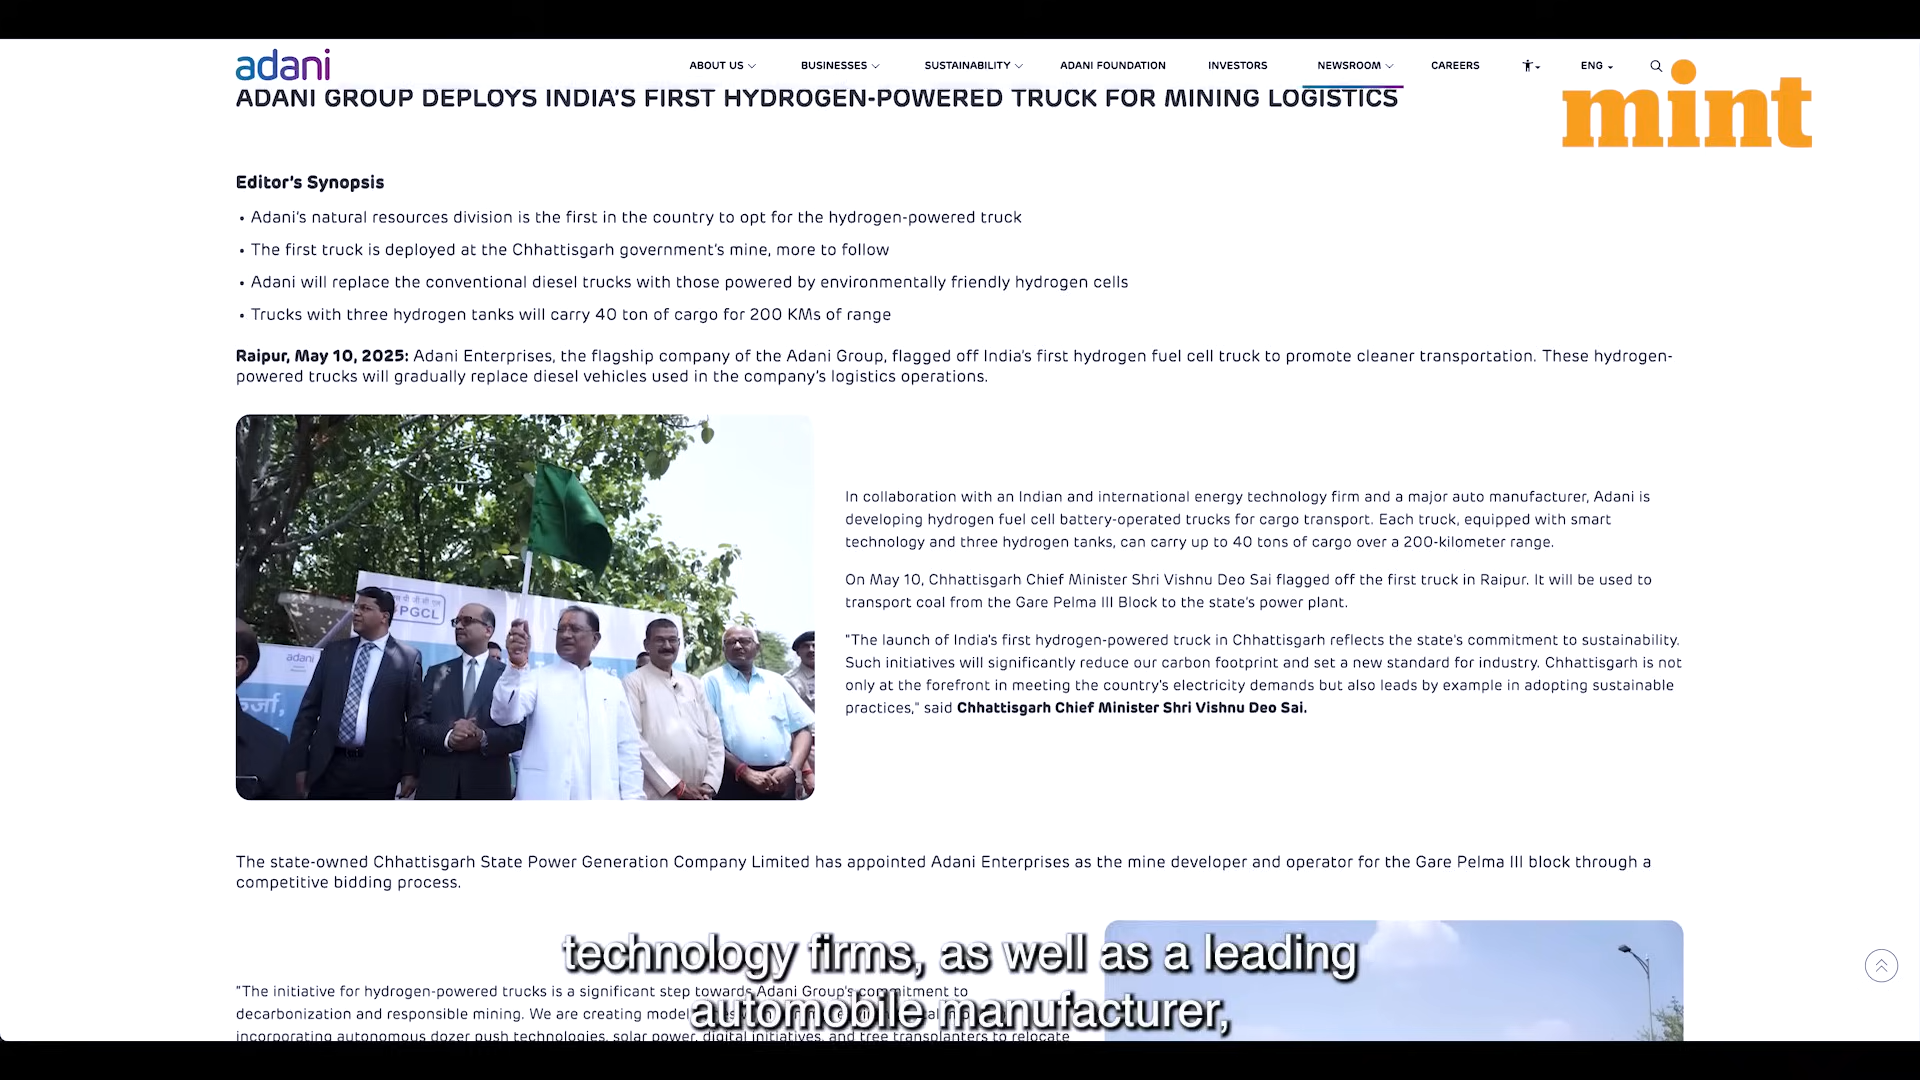 adani
ABOUT US
BUSINESSES
SUSTAINABILITY
ADANI FOUNDATION
INVESTORS
NEWSROOM
CAREERS
ENG
mint
ADANI GROUP DEPLOYS INDIA'S FIRST HYDROGEN-POWERED TRUCK FOR MINING LOGISTICS
Editor's Synopsis
• Adani's natural resources division is the first in the country to opt for the hydrogen-powered truck
• The first truck is deployed at the Chhattisgarh government's mine, more to follow
• Adani will replace the conventional diesel trucks with those powered by environmentally friendly hydrogen cells
• Trucks with three hydrogen tanks will carry 40 ton of cargo for 200 KMs of range
Raipur, May 10, 2025: Adani Enterprises, the flagship company of the Adani Group, flagged off India's first hydrogen fuel cell truck to promote cleaner transportation. These hydrogen-
powered trucks will gradually replace diesel vehicles used in the company's logistics operations.
PGCL
adani
In collaboration with an Indian and international energy technology firm and a major auto manufacturer, Adani is
developing hydrogen fuel cell battery-operated trucks for cargo transport. Each truck, equipped with smart
technology and three hydrogen tanks, can carry up to 40 tons of cargo over a 200-kilometer range.
On May 10, Chhattisgarh Chief Minister Shri Vishnu Deo Sai flagged off the first truck in Raipur. It will be used to
transport coal from the Gare Pelma III Block to the state's power plant.
"The launch of India's first hydrogen-powered truck in Chhattisgarh reflects the state's commitment to sustainability.
Such initiatives will significantly reduce our carbon footprint and set a new standard for industry. Chhattisgarh is not
only at the forefront in meeting the country's electricity demands but also leads by example in adopting sustainable
practices," said Chhattisgarh Chief Minister Shri Vishnu Deo Sai.
The state-owned Chhattisgarh State Power Generation Company Limited has appointed Adani Enterprises as the mine developer and operator for the Gare Pelma III block through a
competitive bidding process.
"The initiative for hydrogen-powered trucks is a significant step towards Adani Group's commitment to
decarbonization and responsible mining. We are creating model
incorporating autonomous dozer push technologies, solar power, digital initiatives, and tree transplanters to relocate
technology firms, as well as a leading
automobile manufacturer,